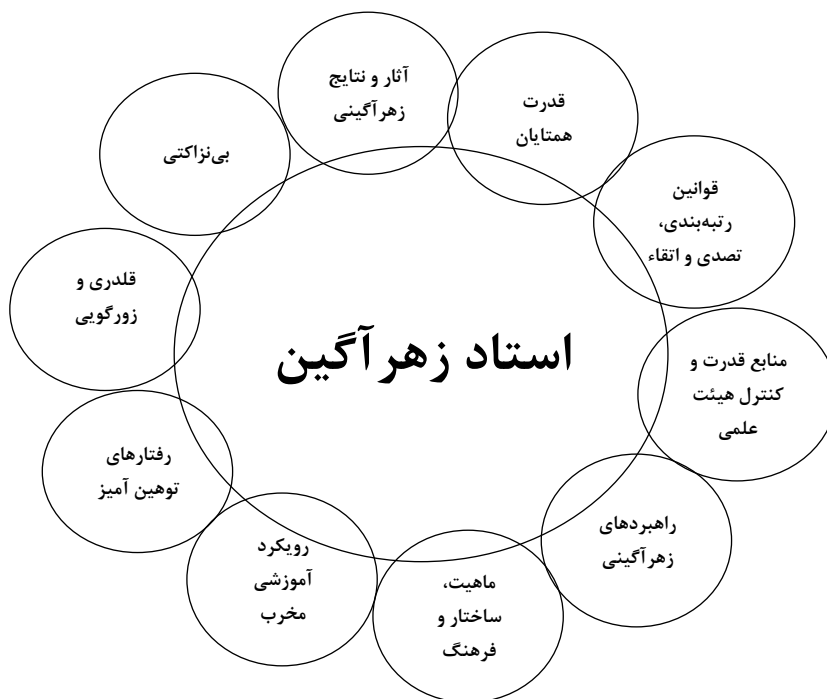 آثار و نتایج
زهرآگینی
قدرت
همتایان
قوانین
رتبه‌بندی،
تصدی و اتقاء
منابع قدرت و
کنترل هیئت
علمی
راهبردهای
زهرآگینی
ماهیت،
ساختار و
فرهنگ
رویکرد
آموزشی
مخرب
رفتارهای
توهین آمیز
قلدری و
زورگویی
بی‌نزاکتی
استاد زهرآگین